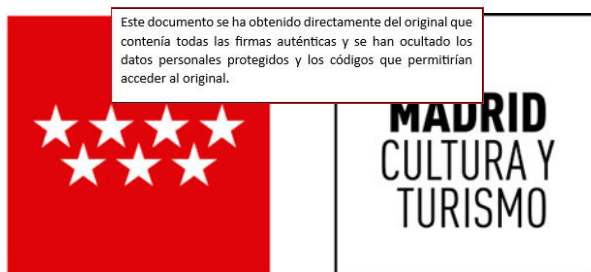 Este documento se ha obtenido directamente del original que
contenía todas las firmas auténticas y se han ocultado los
datos personales protegidos y los códigos que permitirían
acceder al original.
MADRID
CULTURA Y
TURISMO